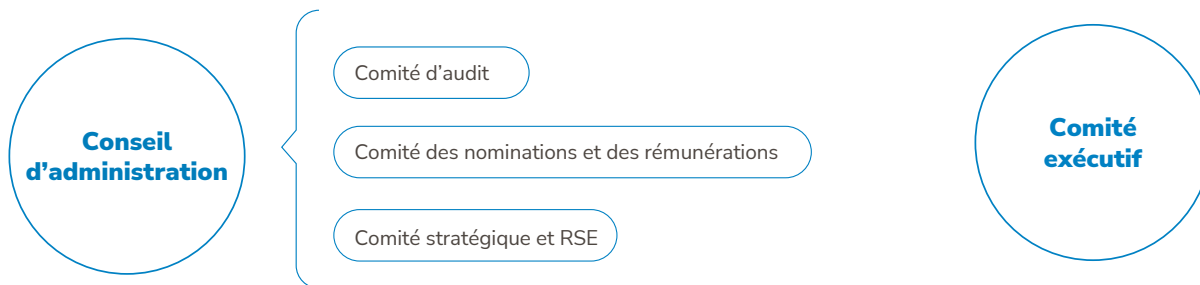 Conseil
d’administration
Comité d’audit
Comité des nominations et des rémunérations
Comité stratégique et RSE
Comité
exécutif